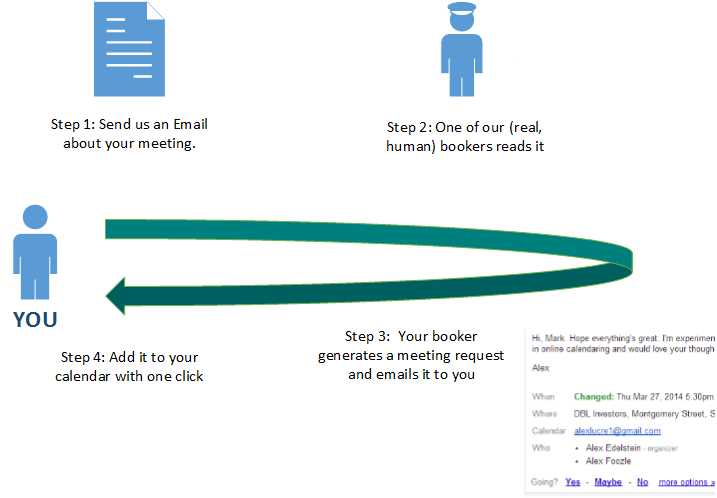 Step 1: Send us an Email
about your meeting.
Step 2: One of our (real,
human) bookers reads it
YOU
Step 3: Your booker
generates a meeting request
and emails it to you
Step 4: Add it to your
calendar with one click
Hi, Mark. Hope everything's great. I'm experimen
in online calendaring and would love your though
Alex
When Changed: Thu Mar 27, 2014 5:30pm
Where DBL Investors, Montgomery Street, S
Calendar alexlucre1@gmail.com
Who • Alex Edelstein - organizer
• Alex Foozle
Going? Yes - Maybe - No more options »